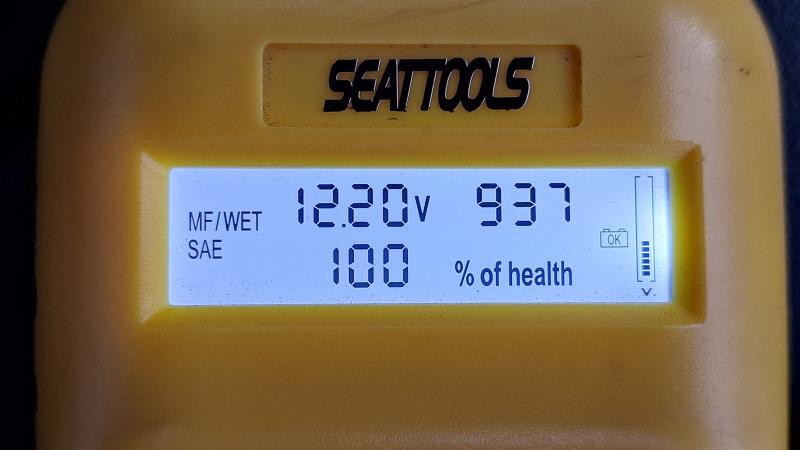 SEATTOOLS
MF/WET 12.20V 937
SAE 100 % of health
OK
V